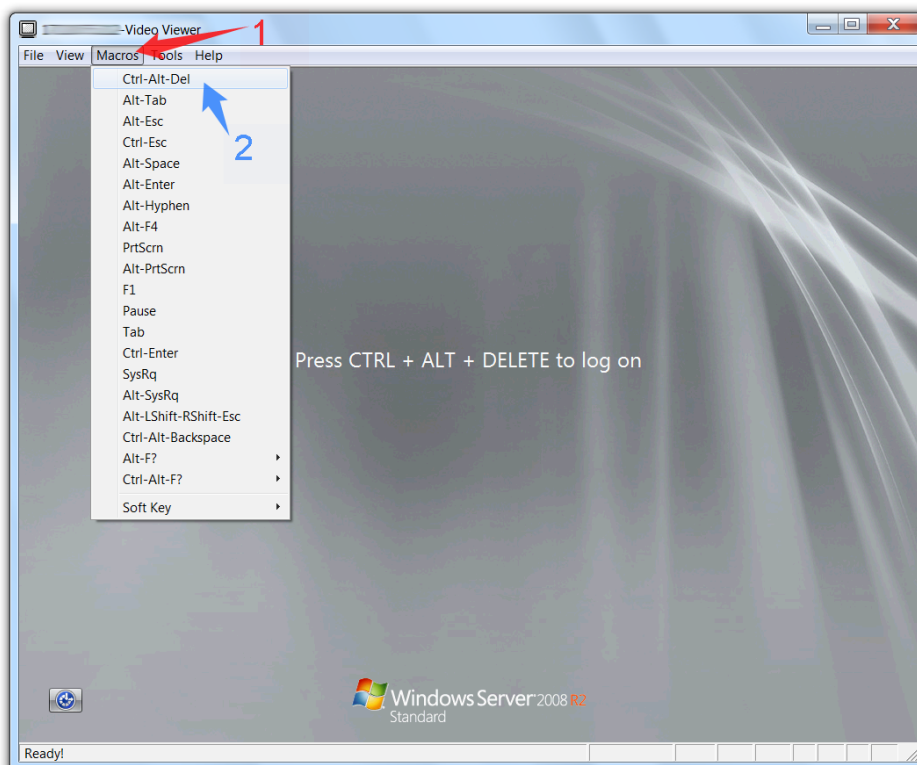 -Video Viewer
1
File View Macros Tools Help
Ctrl-Alt-Del
Alt-Tab
Alt-Esc
2
Ctrl-Esc
Alt-Space
Alt-Enter
Alt-Hyphen
Alt-F4
PrtScrn
Alt-PrtScrn
F1
Pause
Tab
Ctrl-Enter
Press CTRL + ALT + DELETE to log on
SysRq
Alt-SysRq
Alt-LShift-RShift-Esc
Ctrl-Alt-Backspace
Alt-F?
Ctrl-Alt-F?
Soft Key
Windows Server 2008 R2
Standard
Ready!